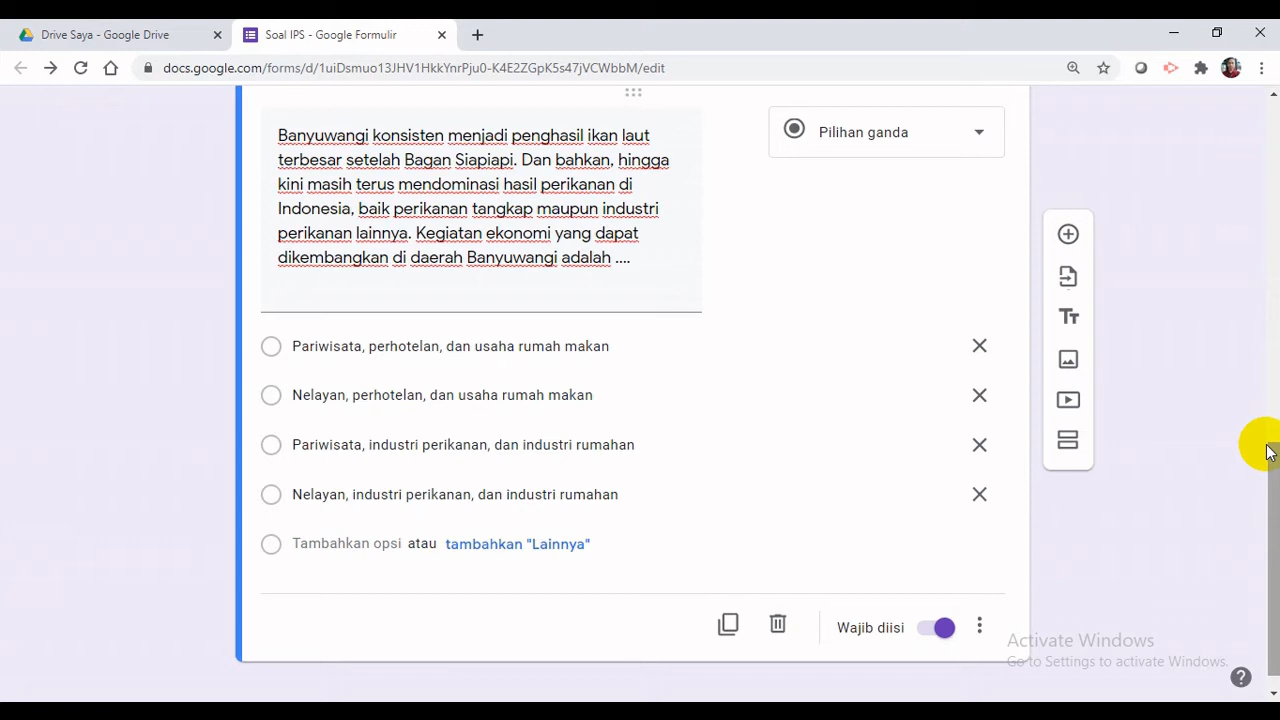 Drive Saya - Google Drive
Soal IPS - Google Formulir
docs.google.com/forms/d/1uiDsmuo13JHV1HkkYnrPju0-K4E2ZGpK5s47jVCWbbM/edit
Banyuwangi konsisten menjadi penghasil ikan laut
terbesar setelah Bagan Siapiapi. Dan bahkan, hingga
kini masih terus mendominasi hasil perikanan di
Indonesia, baik perikanan tangkap maupun industri
perikanan lainnya. Kegiatan ekonomi yang dapat
dikembangkan di daerah Banyuwangi adalah ....
Pilihan ganda
Pariwisata, perhotelan, dan usaha rumah makan
Nelayan, perhotelan, dan usaha rumah makan
Pariwisata, industri perikanan, dan industri rumahan
Nelayan, industri perikanan, dan industri rumahan
Tambahkan opsi atau tambahkan "Lainnya"
Wajib diisi
Activate Windows
Go to Settings to activate Windows.